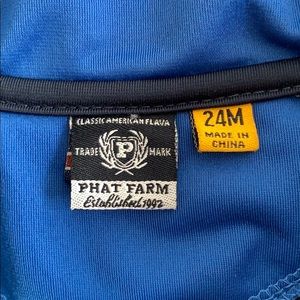 CLASSIC AMERICAN FLAVA
TRADE MARK
P
PHAT FARM
Established 1992
24M
MADE IN
CHINA